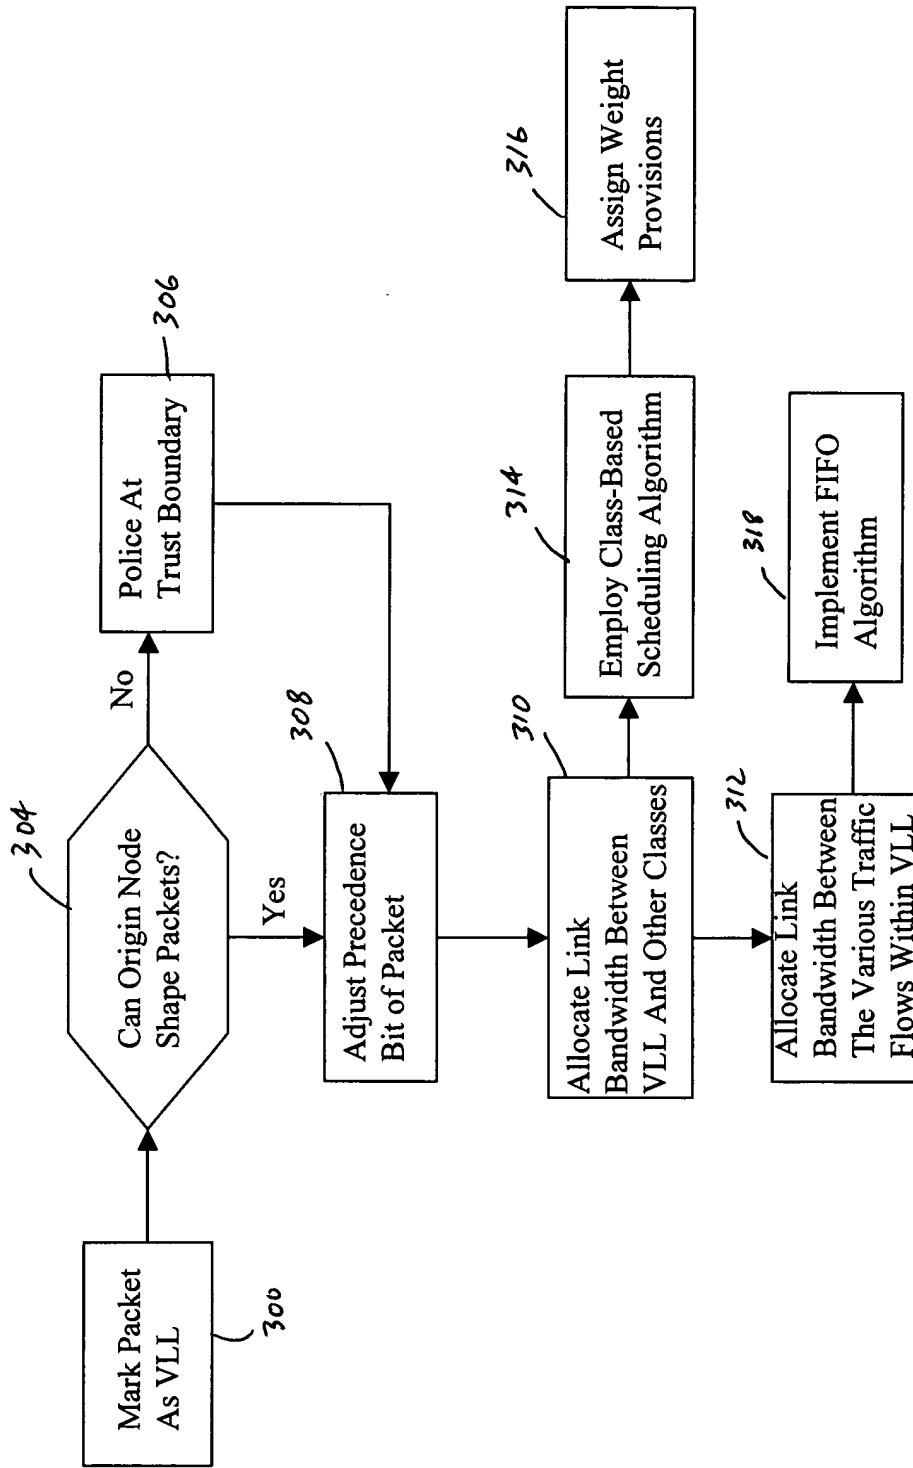 Mark Packet
As VLL
300
304
Can Origin Node
Shape Packets?
No
Police At
Trust Boundary
306
Yes
308
Adjust Precedence
Bit of Packet
310
Allocate Link
Bandwidth Between
VLL And Other Classes
314
Employ Class-Based
Scheduling Algorithm
316
Assign Weight
Provisions
312
Allocate Link
Bandwidth Between
The Various Traffic
Flows Within VLL
318
Implement FIFO
Algorithm